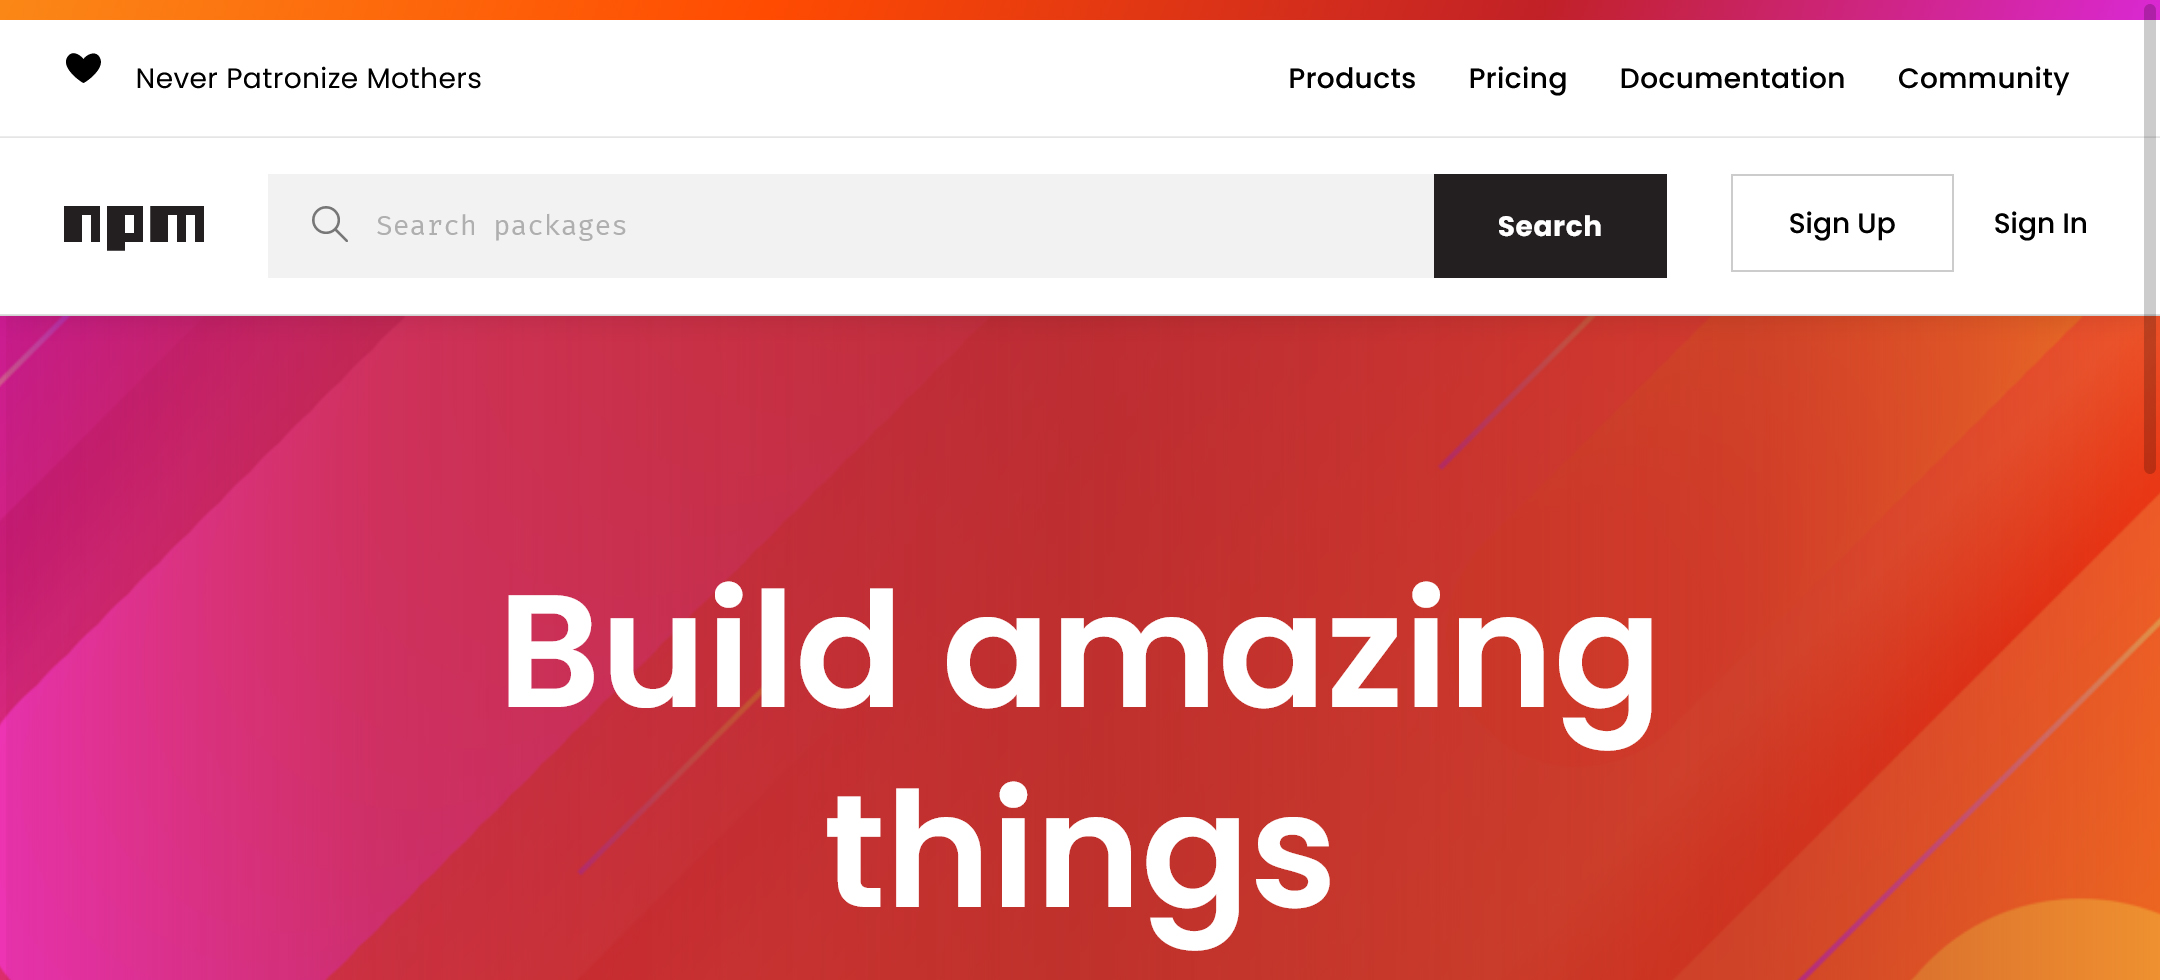 Never Patronize Mothers
Products Pricing Documentation Community
npm
Search packages
Search
Sign Up
Sign In
Build amazing
things